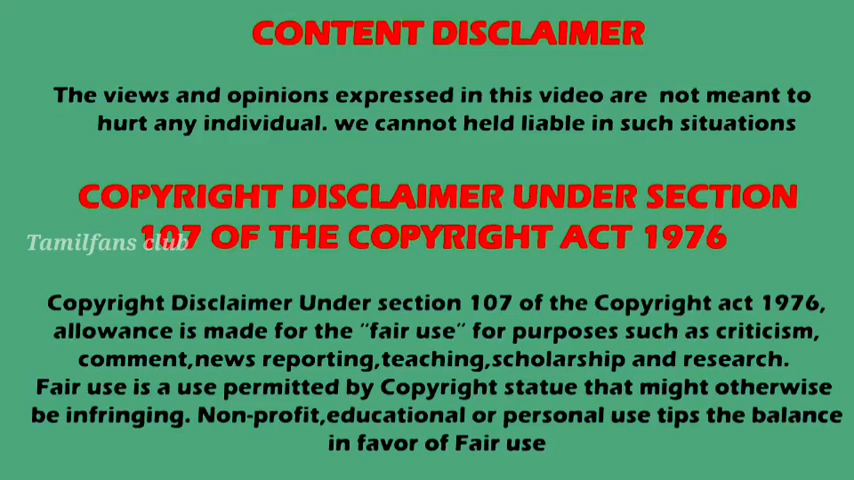 CONTENT DISCLAIMER
The views and opinions expressed in this video are not meant to
hurt any individual. we cannot held liable in such situations
COPYRIGHT DISCLAIMER UNDER SECTION
107 OF THE COPYRIGHT ACT 1976
Tamilfans club
Copyright Disclaimer Under section 107 of the Copyright act 1976,
allowance is made for the "fair use" for purposes such as criticism,
comment,news reporting,teaching,scholarship and research.
Fair use is a use permitted by Copyright statue that might otherwise
be infringing. Non-profit,educational or personal use tips the balance
in favor of Fair use